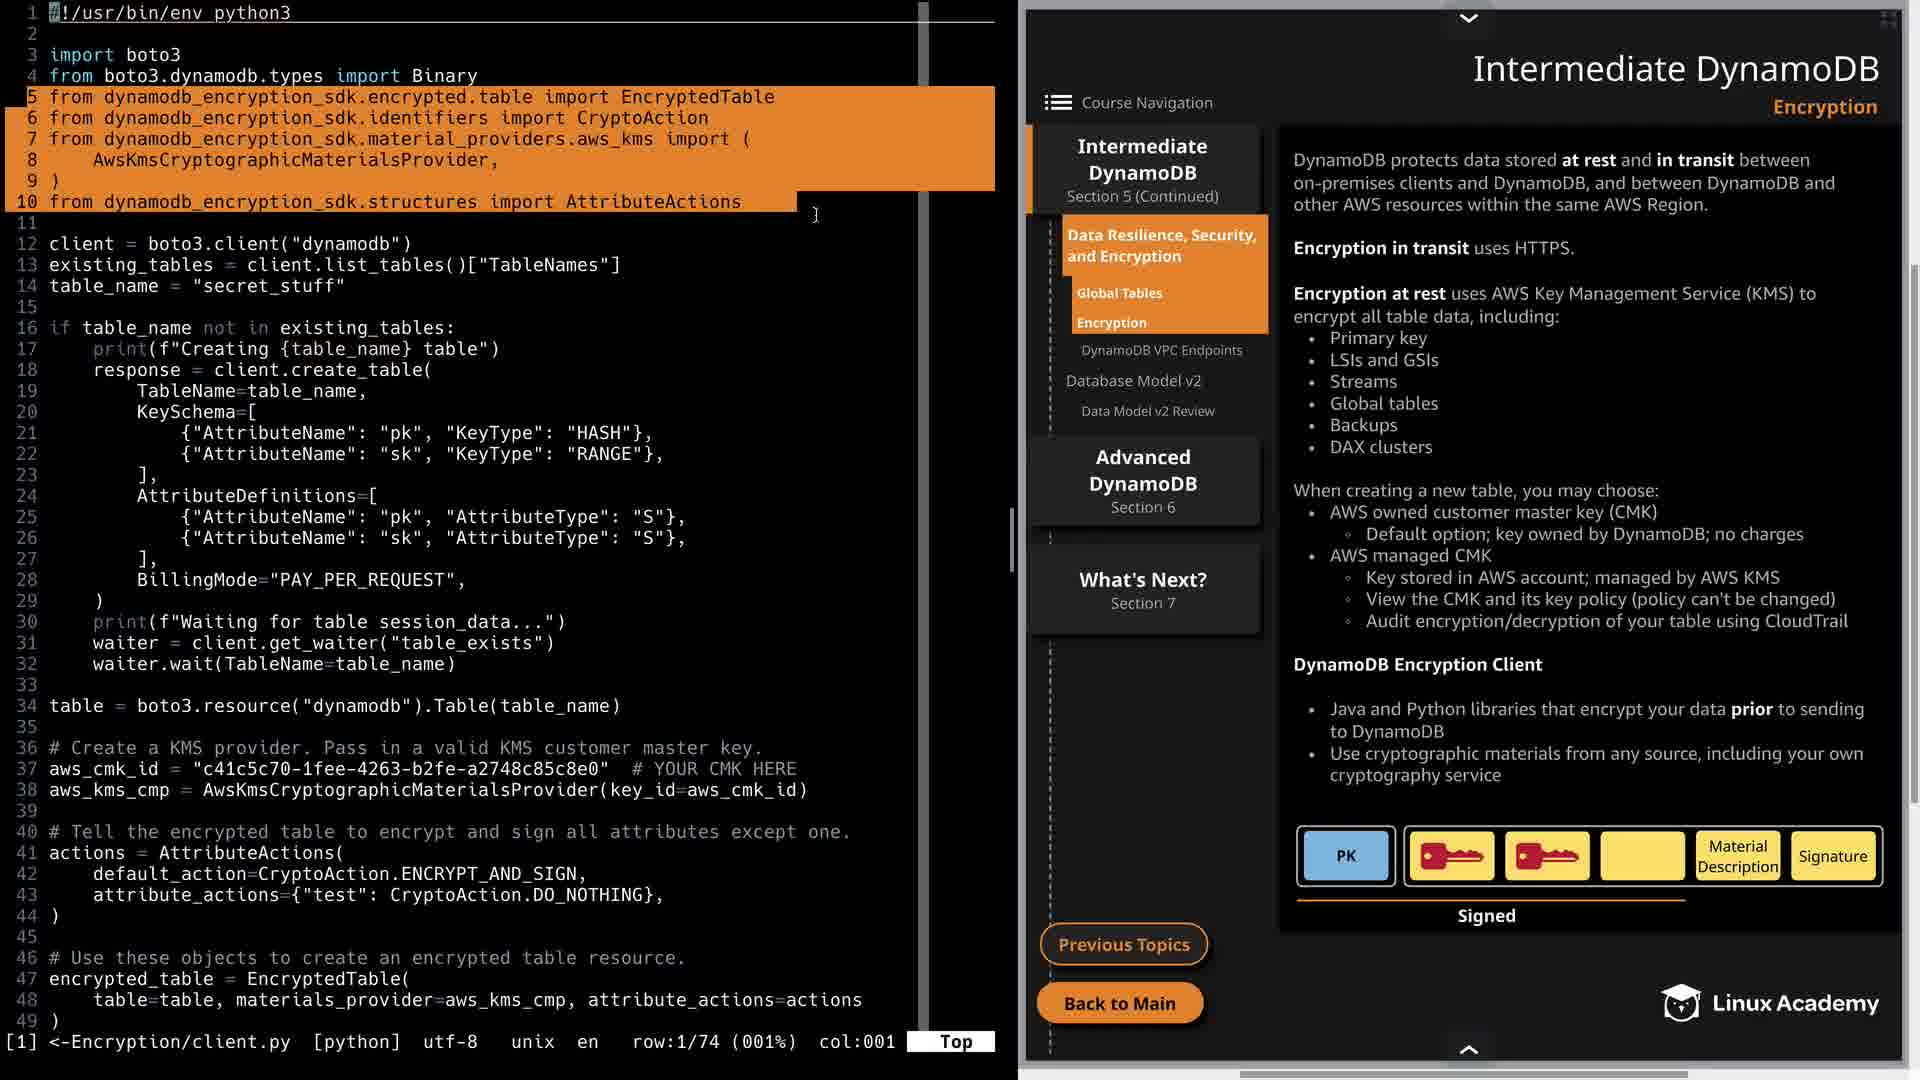 1 #!/usr/bin/env python3
2
3 import boto3
4 from boto3.dynamodb.types import Binary
5 from dynamodb_encryption_sdk.encrypted.table import EncryptedTable
6 from dynamodb_encryption_sdk.identifiers import CryptoAction
7 from dynamodb_encryption_sdk.material_providers.aws_kms import (
8     AwsKmsCryptographicMaterialsProvider,
9 )
10 from dynamodb_encryption_sdk.structures import AttributeActions
11
12 client = boto3.client("dynamodb")
13 existing_tables = client.list_tables()["TableNames"]
14 table_name = "secret_stuff"
15
16 if table_name not in existing_tables:
17     print(f"Creating {table_name} table")
18     response = client.create_table(
19         TableName=table_name,
20         KeySchema=[
21             {"AttributeName": "pk", "KeyType": "HASH"},
22             {"AttributeName": "sk", "KeyType": "RANGE"},
23         ],
24         AttributeDefinitions=[
25             {"AttributeName": "pk", "AttributeType": "S"},
26             {"AttributeName": "sk", "AttributeType": "S"},
27         ],
28         BillingMode="PAY_PER_REQUEST",
29     )
30     print(f"Waiting for table session_data...")
31     waiter = client.get_waiter("table_exists")
32     waiter.wait(TableName=table_name)
33
34 table = boto3.resource("dynamodb").Table(table_name)
35
36 # Create a KMS provider. Pass in a valid KMS customer master key.
37 aws_cmk_id = "c41c5c70-1fee-4263-b2fe-a2748c85c8e0"  # YOUR CMK HERE
38 aws_kms_cmp = AwsKmsCryptographicMaterialsProvider(key_id=aws_cmk_id)
39
40 # Tell the encrypted table to encrypt and sign all attributes except one.
41 actions = AttributeActions(
42     default_action=CryptoAction.ENCRYPT_AND_SIGN,
43     attribute_actions={"test": CryptoAction.DO_NOTHING},
44 )
45
46 # Use these objects to create an encrypted table resource.
47 encrypted_table = EncryptedTable(
48     table=table, materials_provider=aws_kms_cmp, attribute_actions=actions
49 )
[1] <-Encryption/client.py [python] utf-8 unix en row:1/74 (001%) col:001 Top
Intermediate DynamoDB
Encryption
Course Navigation
Intermediate
DynamoDB
Section 5 (Continued)
Data Resilience, Security,
and Encryption
Global Tables
Encryption
DynamoDB VPC Endpoints
Database Model v2
Data Model v2 Review
Advanced
DynamoDB
Section 6
What's Next?
Section 7
Previous Topics
Back to Main
DynamoDB protects data stored at rest and in transit between
on-premises clients and DynamoDB, and between DynamoDB and
other AWS resources within the same AWS Region.
Encryption in transit uses HTTPS.
Encryption at rest uses AWS Key Management Service (KMS) to
encrypt all table data, including:
• Primary key
• LSIs and GSIs
• Streams
• Global tables
• Backups
• DAX clusters
When creating a new table, you may choose:
• AWS owned customer master key (CMK)
◦ Default option; key owned by DynamoDB; no charges
• AWS managed CMK
◦ Key stored in AWS account; managed by AWS KMS
◦ View the CMK and its key policy (policy can't be changed)
◦ Audit encryption/decryption of your table using CloudTrail
DynamoDB Encryption Client
• Java and Python libraries that encrypt your data prior to sending
to DynamoDB
• Use cryptographic materials from any source, including your own
cryptography service
PK
Material
Description
Signature
Signed
Linux Academy